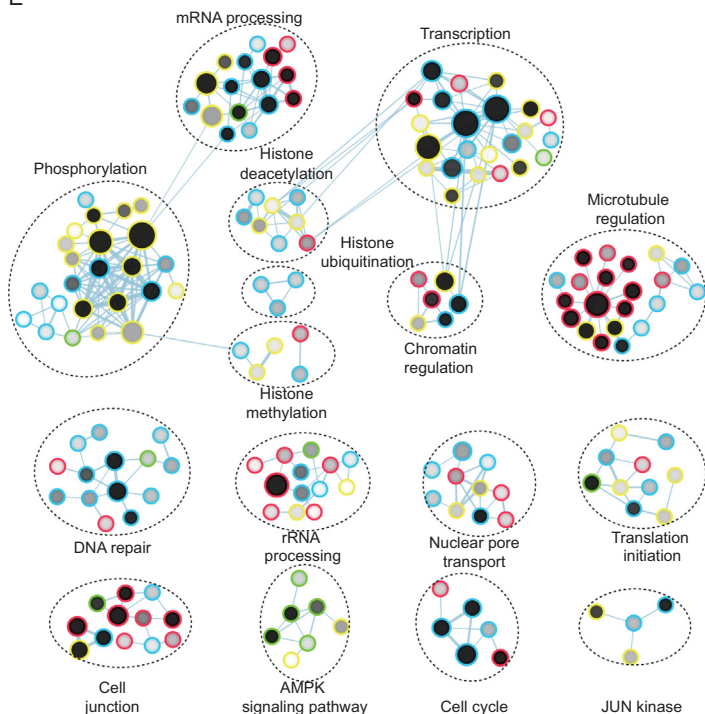 E
mRNA processing
Transcription
Histone
deacetylation
Phosphorylation
Microtubule
regulation
Histone
ubiquitination
Chromatin
regulation
Histone
methylation
DNA repair
rRNA
processing
Nuclear pore
transport
Translation
initiation
Cell
junction
AMPK
signaling pathway
Cell cycle
JUN kinase